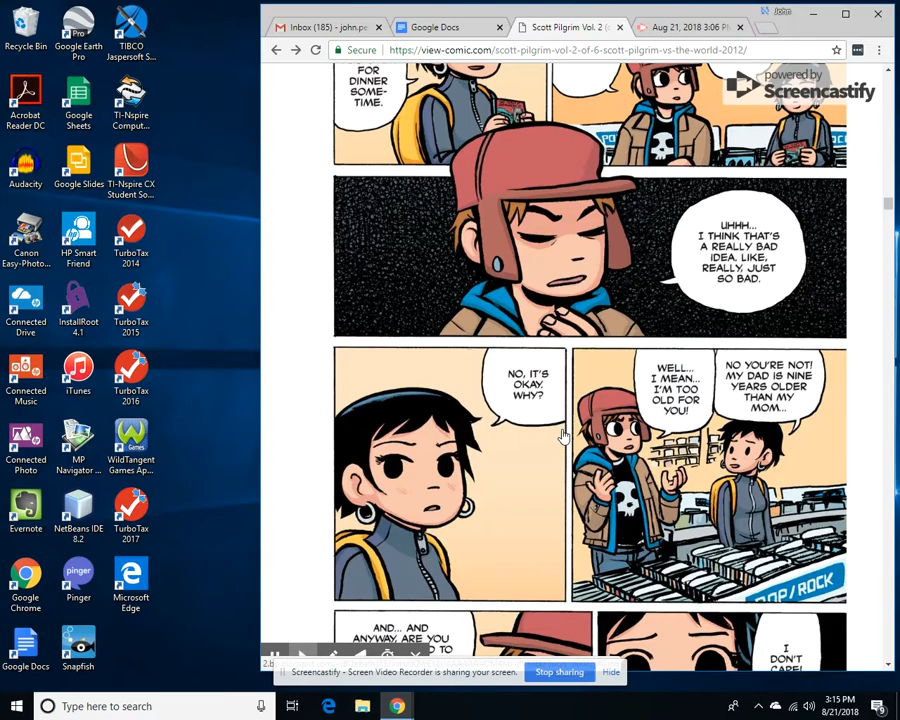 Recycle Bin
Google Earth
Pro
TIBCO
Jaspersoft S...
Acrobat
Reader DC
Google
Sheets
TI-Nspire
Comput...
Audacity
Google Slides
TI-Nspire CX
Student So...
Canon
Easy-Photo...
HP Smart
Friend
TurboTax
2014
Connected
Drive
InstallRoot
4.1
TurboTax
2015
Connected
Music
iTunes
TurboTax
2016
Connected
Photo
MP
Navigator ...
WildTangent
Games Ap...
Evernote
NetBeans IDE
8.2
TurboTax
2017
Google
Chrome
Pinger
Microsoft
Edge
Google Docs
Snapfish
John
Inbox (185) - john.pe
Google Docs
Scott Pilgrim Vol. 2 (
Aug 21, 2018 3:06 P
Secure
https://view-comic.com/scott-pilgrim-vol-2-of-6-scott-pilgrim-vs-the-world-2012/
powered by
Screencastify
FOR
DINNER
SOME-
TIME.
UHHH...
I THINK THAT'S
A REALLY BAD
IDEA. LIKE,
REALLY, JUST
SO BAD.
NO, IT'S
OKAY.
WHY?
WELL...
I MEAN...
I'M TOO
OLD FOR
YOU!
NO YOU'RE NOT!
MY DAD IS NINE
YEARS OLDER
THAN MY
MOM...
POP/ROCK
AND... AND
ANYWAY, ARE YOU
I
DON'T
CARE!
Screencastify - Screen Video Recorder is sharing your screen.
Stop sharing
Hide
Type here to search
3:15 PM
8/21/2018
9